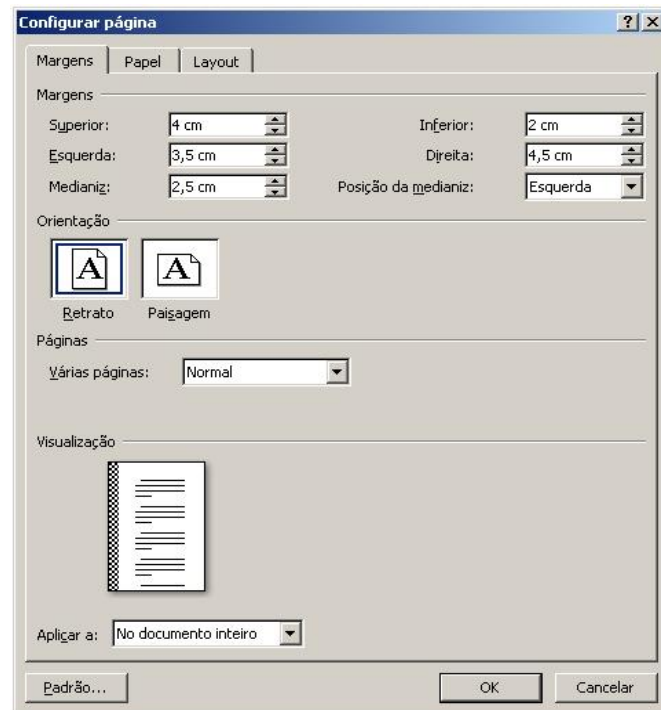 Configurar página
Margens Papel Layout
Margens
Superior: 4 cm Inferior: 2 cm
Esquerda: 3,5 cm Direita: 4,5 cm
Medianiz: 2,5 cm Posição da medianiz: Esquerda
Orientação
A A
Retrato Paisagem
Páginas
Várias páginas: Normal
Visualização
Aplicar a: No documento inteiro
Padrão... OK Cancelar